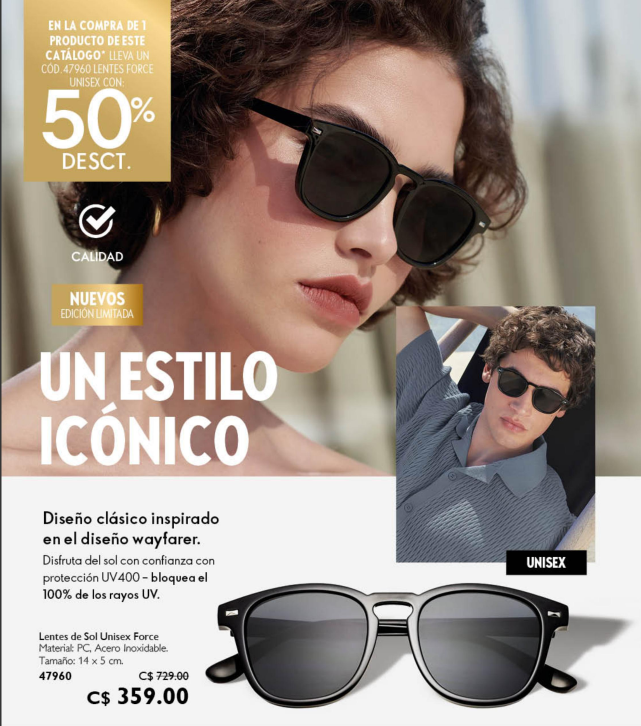 EN LA COMPRA DE 1
PRODUCTO DE ESTE
CATÁLOGO* LLEVA UN
CÓD. 47960 LENTES FORCE
UNISEX CON:
50%
DESCT.
CALIDAD
NUEVOS
EDICIÓN LIMITADA
UN ESTILO
ICÓNICO
Diseño clásico inspirado
en el diseño wayfarer.
Disfruta del sol con confianza con
protección UV400 – bloquea el
100% de los rayos UV.
UNISEX
Lentes de Sol Unisex Force
Material: PC, Acero Inoxidable.
Tamaño: 14 x 5 cm.
47960 C$ 729.00
C$ 359.00